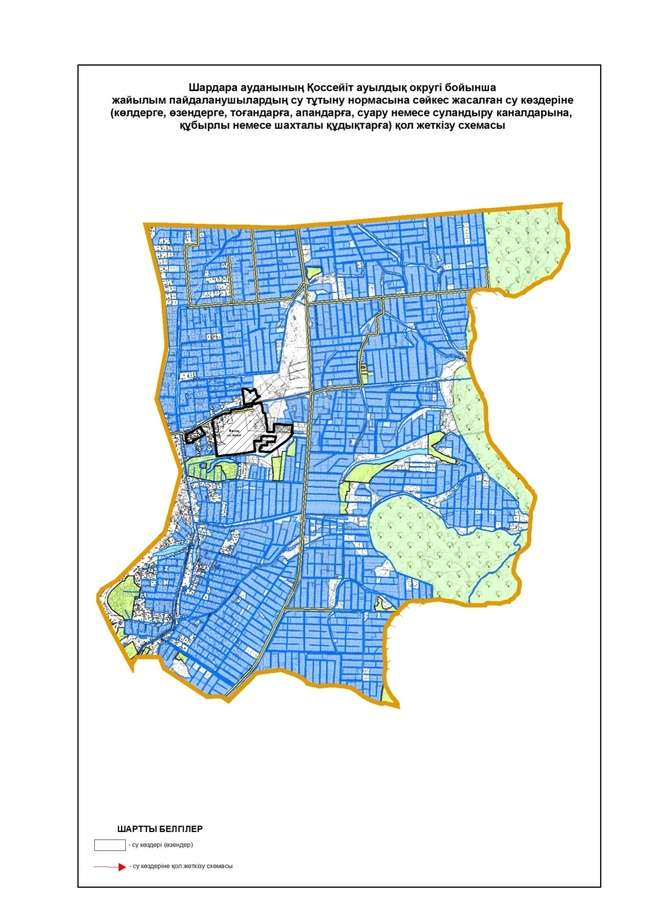 Шардара ауданының Қоссейіт ауылдық округі бойынша
жайылым пайдаланушылардың су тұтыну нормасына сәйкес жасалған су көздеріне
(көлдерге, өзендерге, тоғандарға, апандарға, суару немесе суландыру каналдарына,
құбырлы немесе шахталы құдықтарға) қол жеткізу схемасы
ШАРТТЫ БЕЛГІЛЕР
- су көздері (өзендер)
- су көздеріне қол жеткізу схемасы